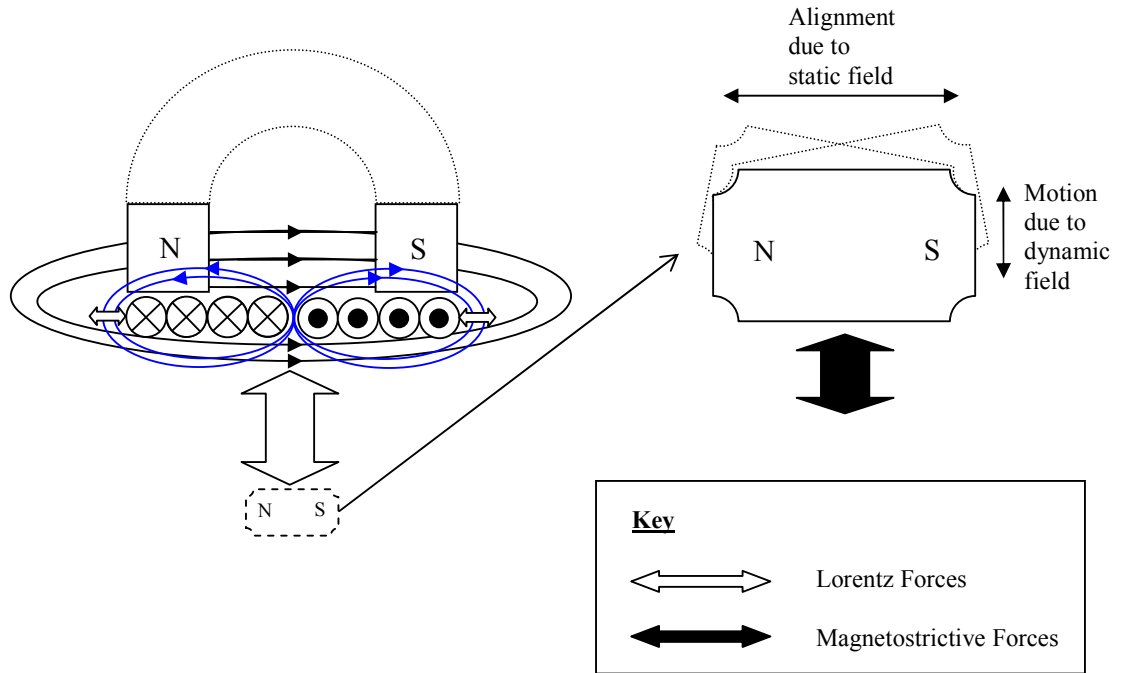 Alignment
due to
static field
N
S
N
S
Motion
due to
dynamic
field
N
S
Key
Lorentz Forces
Magnetostrictive Forces